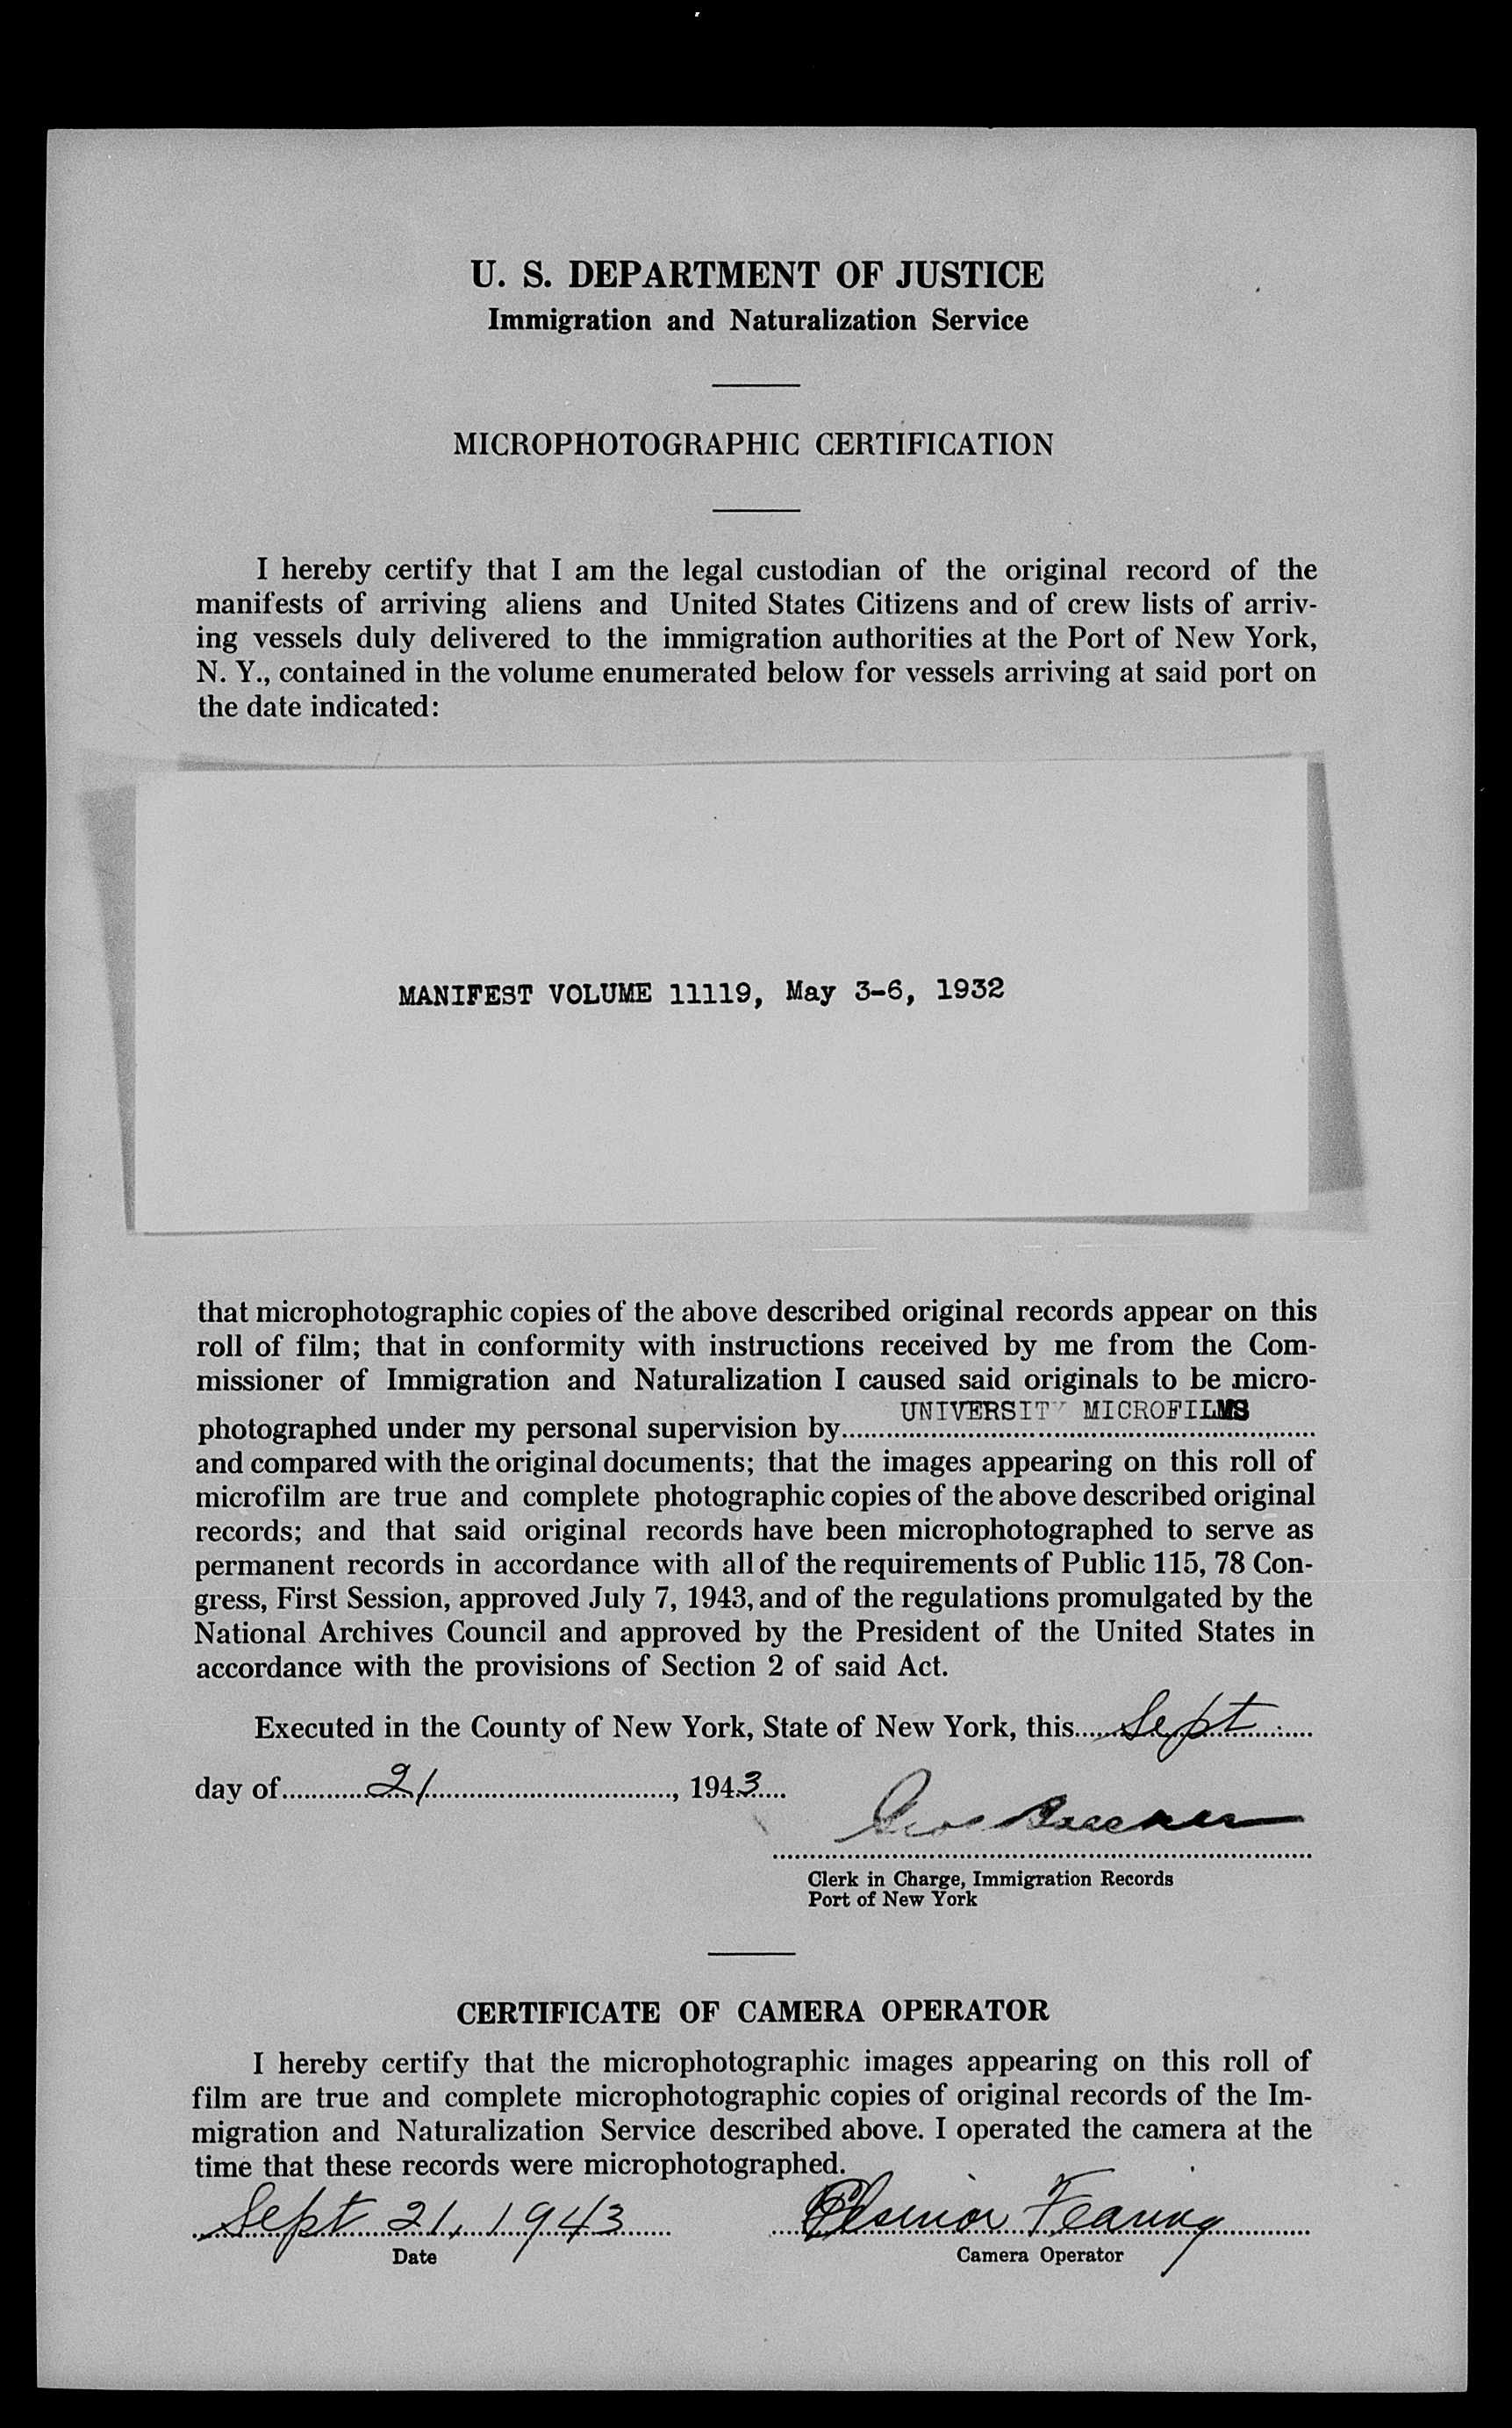 U. S. DEPARTMENT OF JUSTICE
Immigration and Naturalization Service
MICROPHOTOGRAPHIC CERTIFICATION
I hereby certify that I am the legal custodian of the original record of the
manifests of arriving aliens and United States Citizens and of crew lists of arriv-
ing vessels duly delivered to the immigration authorities at the Port of New York,
N. Y., contained in the volume enumerated below for vessels arriving at said port on
the date indicated:
MANIFEST VOLUME 11119, May 3-6, 1932
that microphotographic copies of the above described original records appear on this
roll of film; that in conformity with instructions received by me from the Com-
missioner of Immigration and Naturalization I caused said originals to be micro-
photographed under my personal supervision by UNIVERSITY MICROFILMS
and compared with the original documents; that the images appearing on this roll of
microfilm are true and complete photographic copies of the above described original
records; and that said original records have been microphotographed to serve as
permanent records in accordance with all of the requirements of Public 115, 78 Con-
gress, First Session, approved July 7, 1943, and of the regulations promulgated by the
National Archives Council and approved by the President of the United States in
accordance with the provisions of Section 2 of said Act.
Executed in the County of New York, State of New York, this Sept
day of 21, 1943
Geo
Clerk in Charge, Immigration Records
Port of New York
CERTIFICATE OF CAMERA OPERATOR
I hereby certify that the microphotographic images appearing on this roll of
film are true and complete microphotographic copies of original records of the Im-
migration and Naturalization Service described above. I operated the camera at the
time that these records were microphotographed.
Sept 21, 1943 Fearing
Date Camera Operator